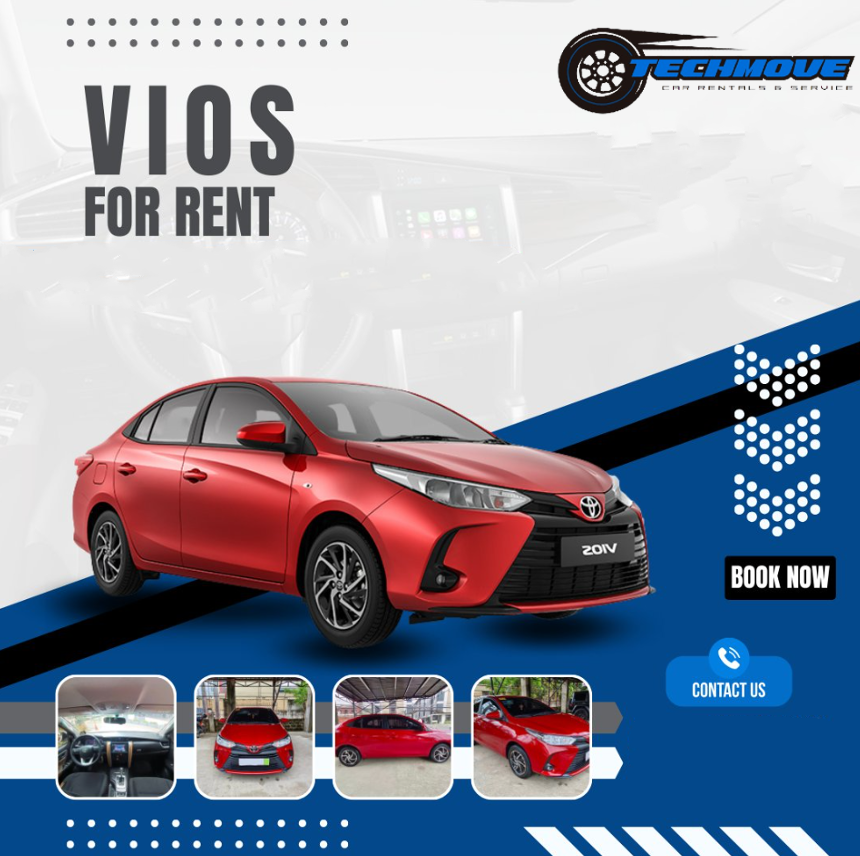 TECHMOVE
CAR RENTALS & SERVICE
VIOS
FOR RENT
VIOS
BOOK NOW
CONTACT US